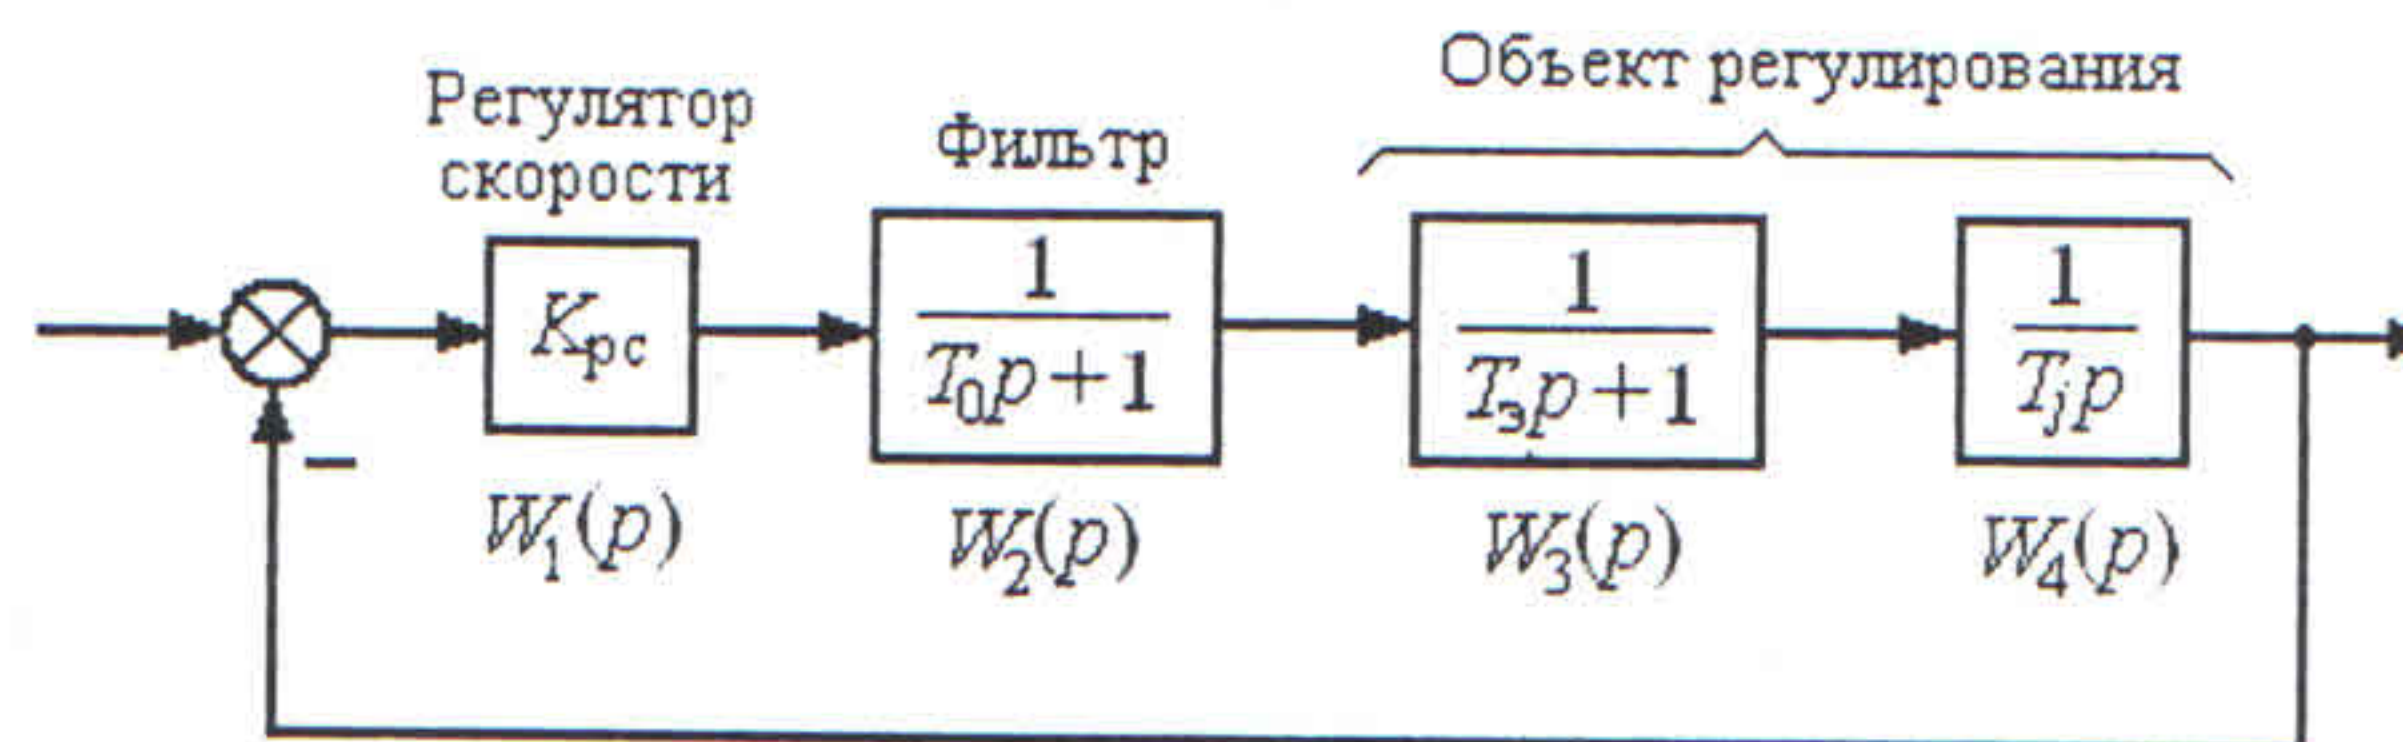 Объект регулирования
Регулятор
скорости
Фильтр
K_рс
1
T_0p+1
1
T_эp+1
1
T_jp
−
W_1(p)
W_2(p)
W_3(p)
W_4(p)